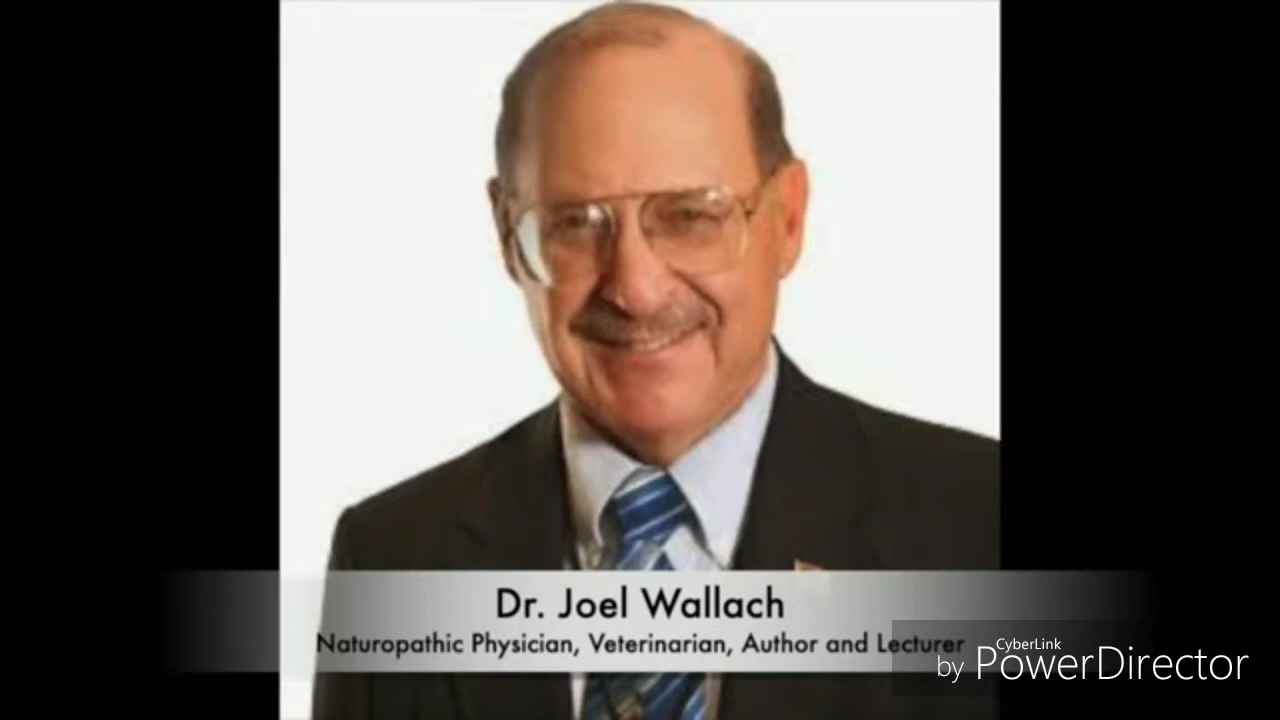 Dr. Joel Wallach
Naturopathic Physician, Veterinarian, Author and Lecturer
CyberLink
by PowerDirector